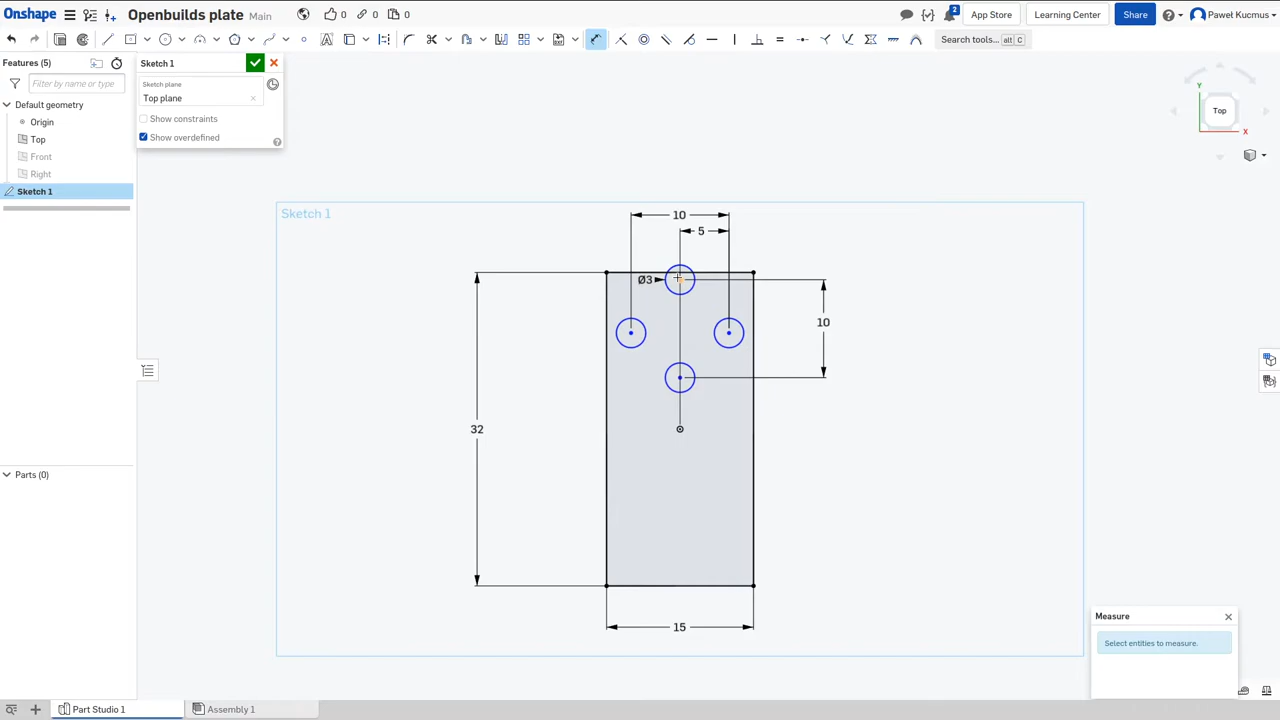 Onshape
Openbuilds plate Main
0
0
0
2
App Store
Learning Center
Share
Pawel Kucmus
Search tools... alt C
Features (5)
Filter by name or type
Default geometry
Origin
Top
Front
Right
Sketch 1
Parts (0)
Sketch 1
Sketch plane
Top plane
Show constraints
Show overdefined
Sketch 1
10
5
Ø3
10
32
15
Y
Top
X
Measure
Select entities to measure.
Part Studio 1
Assembly 1